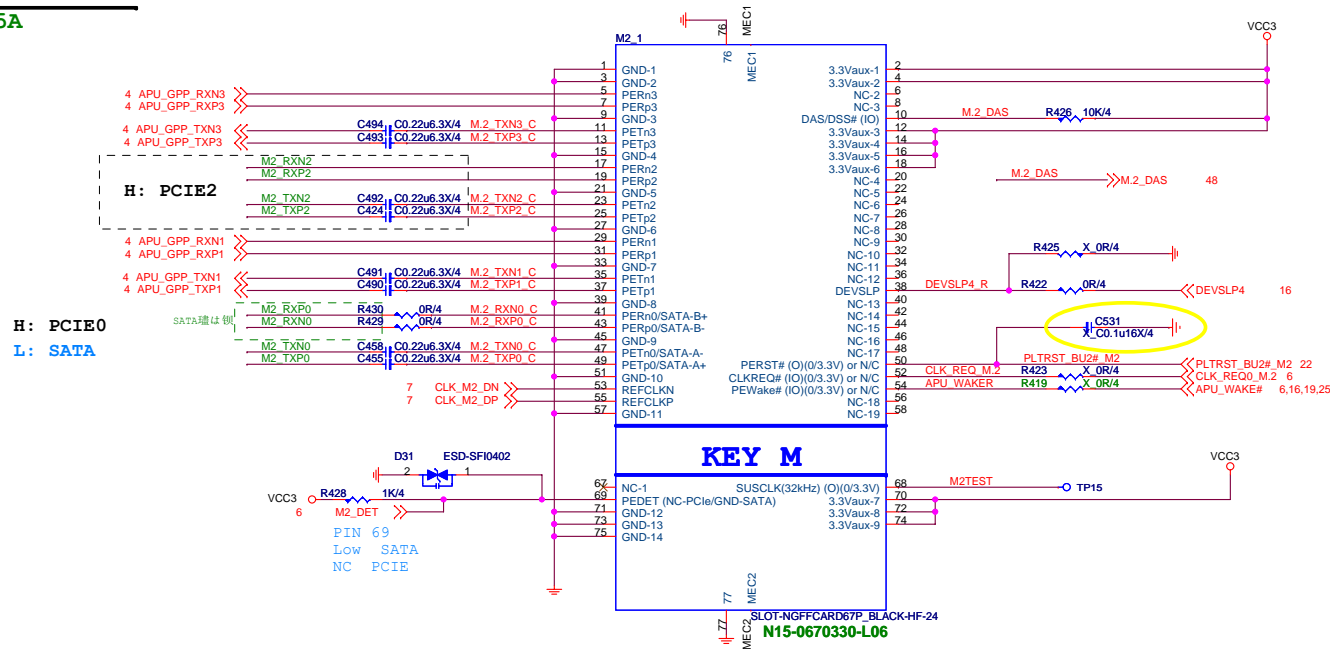 5A
VCC3
76
MEC1
M2_1
76
MEC1
1 GND-1 3.3Vaux-1 2
3 GND-2 3.3Vaux-2 4
4 APU_GPP_RXN3 5 PERn3 NC-2 6
4 APU_GPP_RXP3 7 PERp3 NC-3 8
9 GND-3 DAS/DSS# (IO) 10 M.2_DAS R426 10K/4
4 APU_GPP_TXN3 C494 C0.22u6.3X/4 M.2_TXN3_C 11 PETn3 3.3Vaux-3 12
4 APU_GPP_TXP3 C493 C0.22u6.3X/4 M.2_TXP3_C 13 PETp3 3.3Vaux-4 14
15 GND-4 3.3Vaux-5 16
M2_RXN2 17 PERn2 3.3Vaux-6 18
M2_RXP2 19 PERp2 NC-4 20 M.2_DAS M.2_DAS 48
H: PCIE2
21 GND-5 NC-5 22
M2_TXN2 C492 C0.22u6.3X/4 M.2_TXN2_C 23 PETn2 NC-6 24
M2_TXP2 C424 C0.22u6.3X/4 M.2_TXP2_C 25 PETp2 NC-7 26
27 GND-6 NC-8 28
4 APU_GPP_RXN1 29 PERn1 NC-9 30
4 APU_GPP_RXP1 31 PERp1 NC-10 32 R425 X_0R/4
33 GND-7 NC-11 34
4 APU_GPP_TXN1 C491 C0.22u6.3X/4 M.2_TXN1_C 35 PETn1 NC-12 36
4 APU_GPP_TXP1 C490 C0.22u6.3X/4 M.2_TXP1_C 37 PETp1 DEVSLP 38 DEVSLP4_R R422 0R/4 DEVSLP4 16
39 GND-8 NC-13 40
M2_RXP0 R430 0R/4 M.2_RXN0_C 41 PERn0/SATA-B+ NC-14 42
H: PCIE0
SATA
M2_RXN0 R429 0R/4 M.2_RXP0_C 43 PERp0/SATA-B- NC-15 44 C531
X_C0.1u16X/4
45 GND-9 NC-16 46
L: SATA
M2_TXN0 C458 C0.22u6.3X/4 M.2_TXN0_C 47 PETn0/SATA-A- NC-17 48
M2_TXP0 C455 C0.22u6.3X/4 M.2_TXP0_C 49 PETp0/SATA-A+ PERST# (IO)(0/3.3V) or N/C 50 PLTRST_BU2#_M2 PLTRST_BU2#_M2 22
51 GND-10 CLKREQ# (IO)(0/3.3V) or N/C 52 CLK_REQ_M.2 R423 X_0R/4 CLK_REQ0_M.2 6
7 CLK_M2_DN 53 REFCLKN PEWake# (IO)(0/3.3V) or N/C 54 APU_WAKER R419 X_0R/4 APU_WAKE# 6,16,19,25
7 CLK_M2_DP 55 REFCLKP NC-18 56
57 GND-11 NC-19 58
KEY M
D31 ESD-SFI0402
2 1
VCC3
67 NC-1 SUSCLK(32kHz) (O)(0/3.3V) 68 M2TEST TP15
VCC3 R428 1K/4 69 PEDET (NC-PCIe/GND-SATA) 3.3Vaux-7 70
6 M2_DET 71 GND-12 3.3Vaux-8 72
73 GND-13 3.3Vaux-9 74
75 GND-14
PIN 69
Low SATA
NC PCIE
77
MEC2
77
MEC2
SLOT-NGFFCARD67P_BLACK-HF-24
N15-0670330-L06